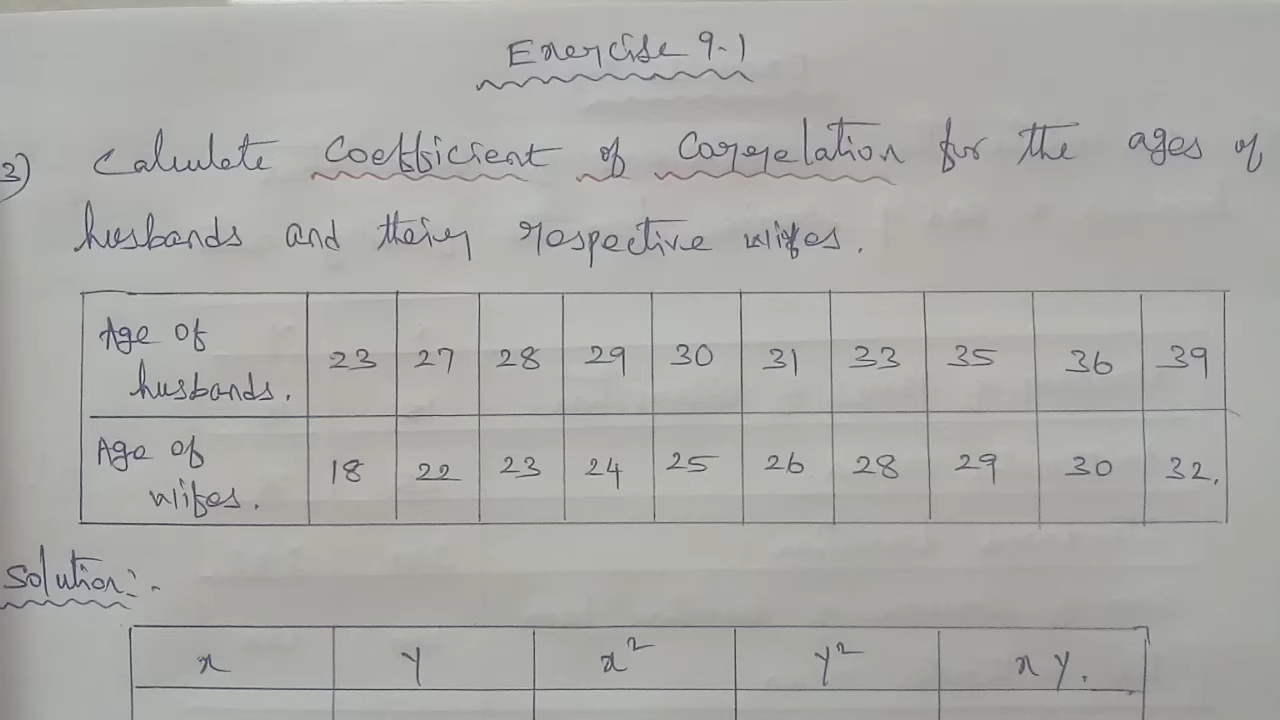 Exercise 9.1
3) Calculate Coefficient of Correlation for the ages of
husbands and their respective wifes.
Age of husbands. 23 27 28 29 30 31 33 35 36 39
Age of wifes. 18 22 23 24 25 26 28 29 30 32.
Solution:-
x Y x² Y² x Y.